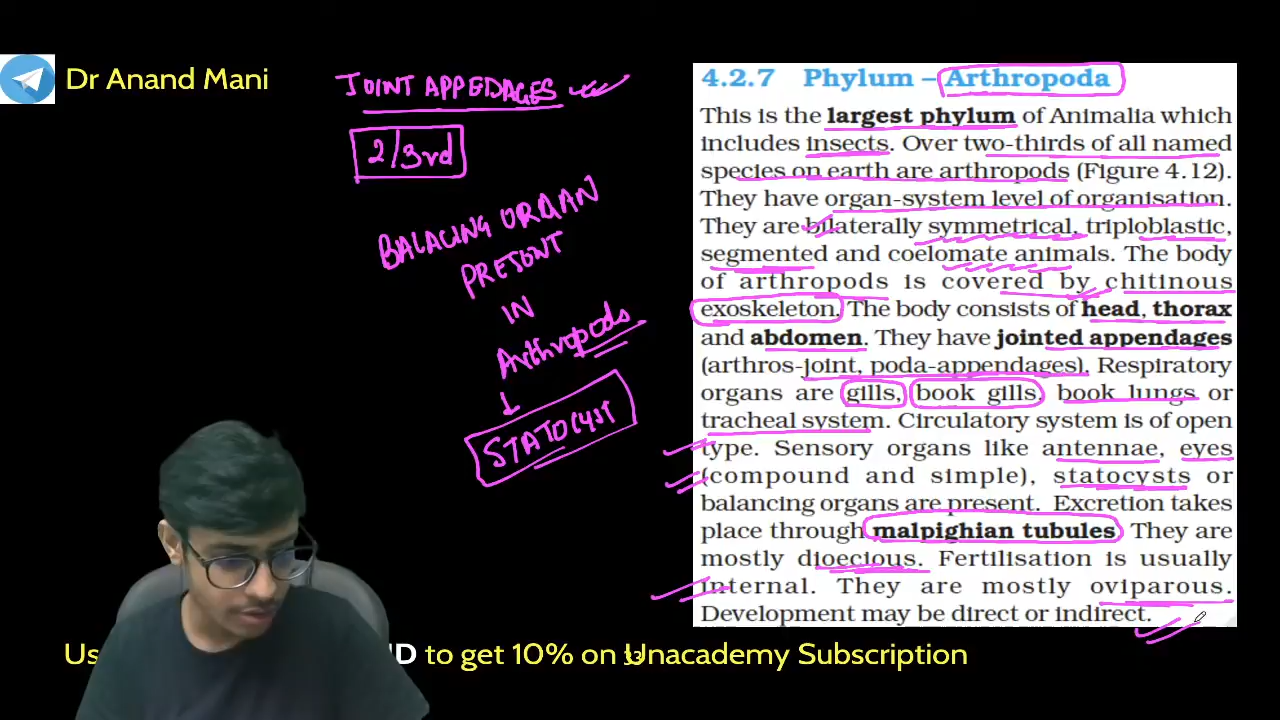 Dr Anand Mani
JOINT APPEDAGES
2/3rd
BALACING ORGAN
PRESENT
IN
Arthropods
STATOCYST
4.2.7 Phylum – Arthropoda
This is the largest phylum of Animalia which
includes insects. Over two-thirds of all named
species on earth are arthropods (Figure 4.12).
They have organ-system level of organisation.
They are bilaterally symmetrical, triploblastic,
segmented and coelomate animals. The body
of arthropods is covered by chitinous
exoskeleton. The body consists of head, thorax
and abdomen. They have jointed appendages
(arthros-joint, poda-appendages). Respiratory
organs are gills, book gills, book lungs or
tracheal system. Circulatory system is of open
type. Sensory organs like antennae, eyes
(compound and simple), statocysts or
balancing organs are present. Excretion takes
place through malpighian tubules. They are
mostly dioecious. Fertilisation is usually
internal. They are mostly oviparous.
Development may be direct or indirect.
to get 10% on Unacademy Subscription
33